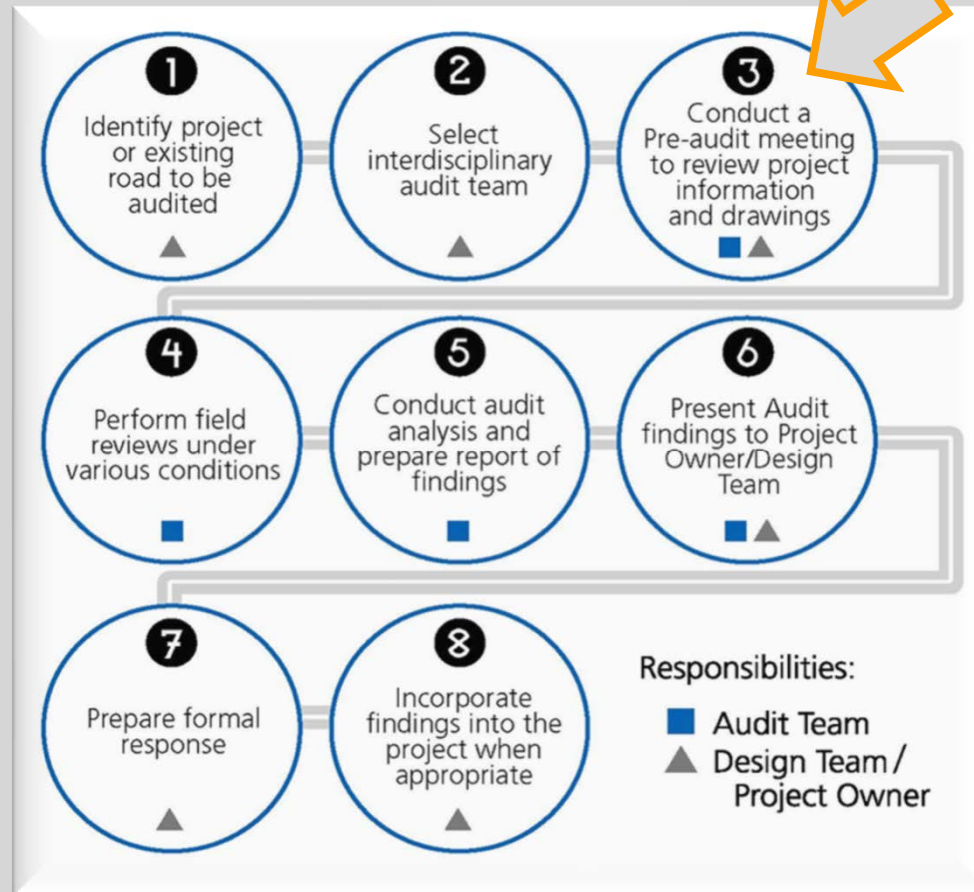 1
Identify project
or existing
road to be
audited
2
Select
interdisciplinary
audit team
3
Conduct a
Pre-audit meeting
to review project
information
and drawings
4
Perform field
reviews under
various conditions
5
Conduct audit
analysis and
prepare report of
findings
6
Present Audit
findings to Project
Owner/Design
Team
7
Prepare formal
response
8
Incorporate
findings into the
project when
appropriate
Responsibilities:
Audit Team
Design Team/
Project Owner